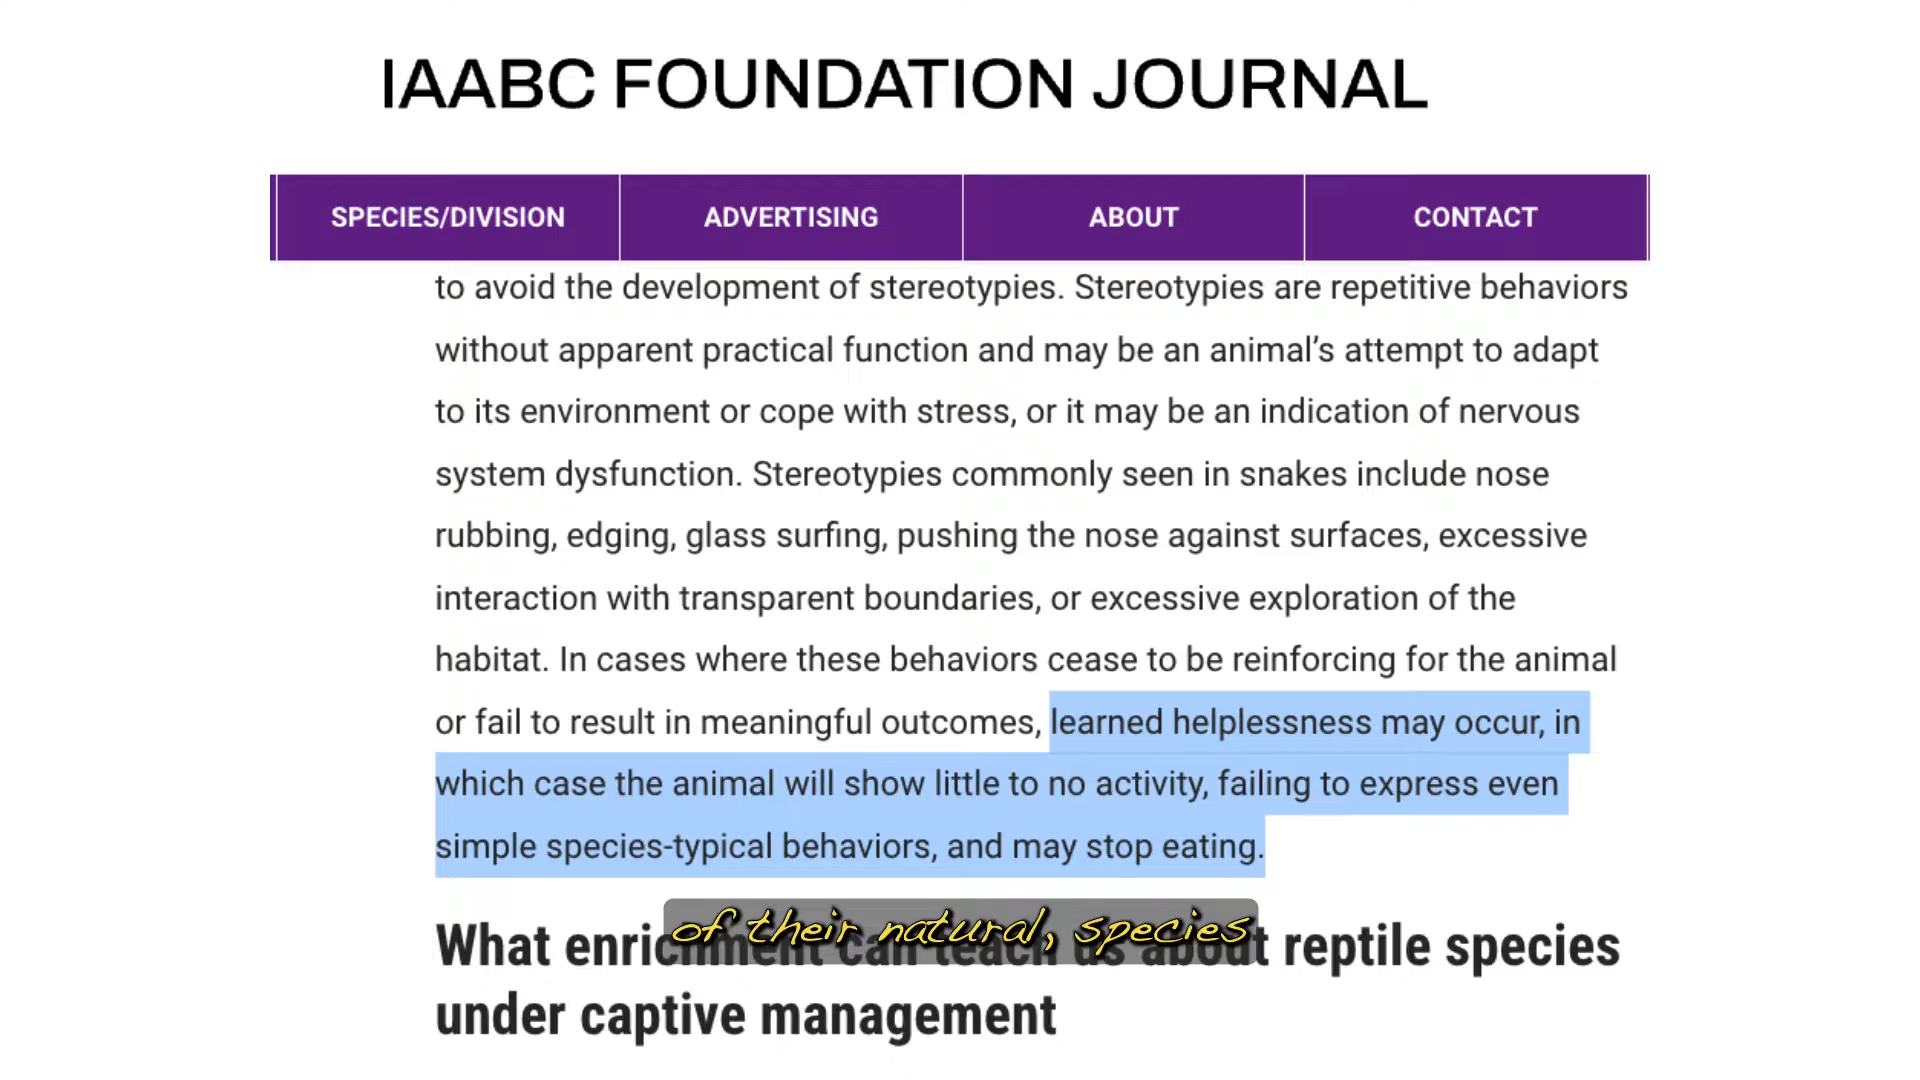 IAABC FOUNDATION JOURNAL
SPECIES/DIVISION
ADVERTISING
ABOUT
CONTACT
to avoid the development of stereotypies. Stereotypies are repetitive behaviors
without apparent practical function and may be an animal’s attempt to adapt
to its environment or cope with stress, or it may be an indication of nervous
system dysfunction. Stereotypies commonly seen in snakes include nose
rubbing, edging, glass surfing, pushing the nose against surfaces, excessive
interaction with transparent boundaries, or excessive exploration of the
habitat. In cases where these behaviors cease to be reinforcing for the animal
or fail to result in meaningful outcomes, learned helplessness may occur, in
which case the animal will show little to no activity, failing to express even
simple species-typical behaviors, and may stop eating.
of their natural, species
What enrichment can teach us about reptile species
under captive management